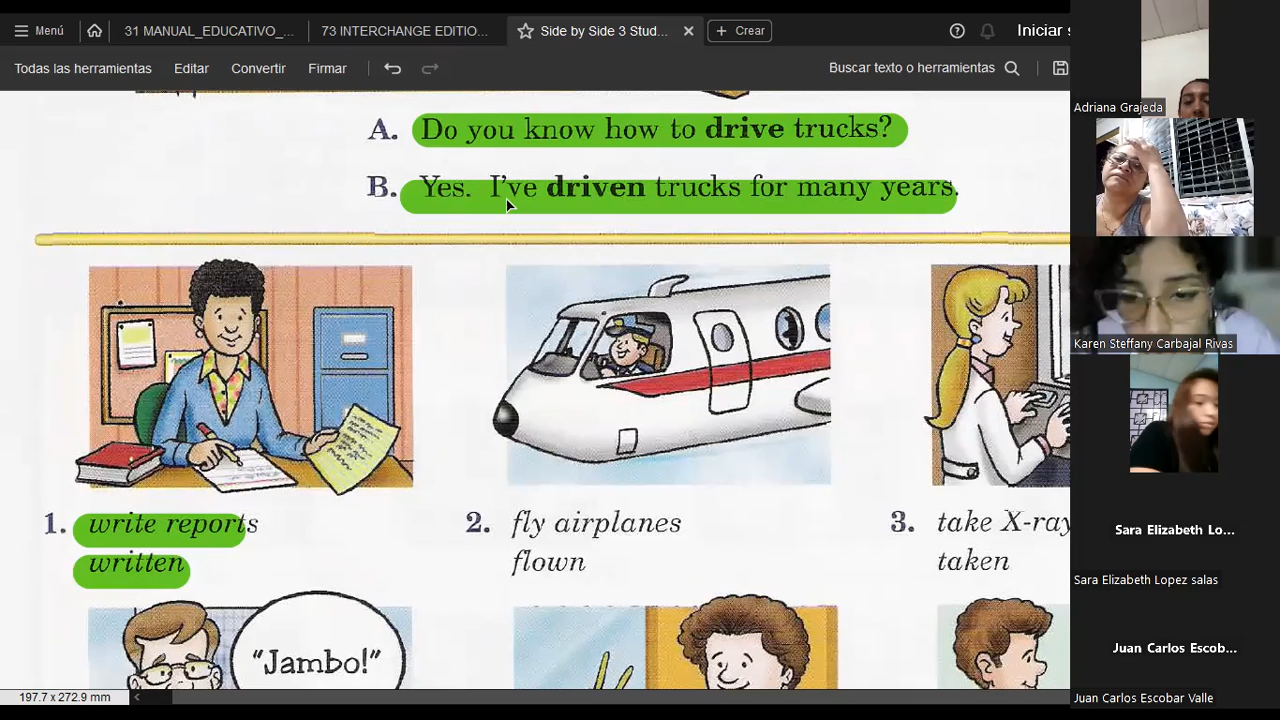 Menú
31 MANUAL_EDUCATIVO_...
73 INTERCHANGE EDITIO...
Side by Side 3 Stud...
Crear
Iniciar s
Todas las herramientas
Editar
Convertir
Firmar
Buscar texto o herramientas
A. Do you know how to drive trucks?
B. Yes. I've driven trucks for many years.
1. write reports
written
2. fly airplanes
flown
3. take X-ray
taken
"Jambo!"
197.7 x 272.9 mm
Adriana Grajeda
Karen Steffany Carbajal Rivas
Sara Elizabeth Lo...
Sara Elizabeth Lopez salas
Juan Carlos Escob...
Juan Carlos Escobar Valle